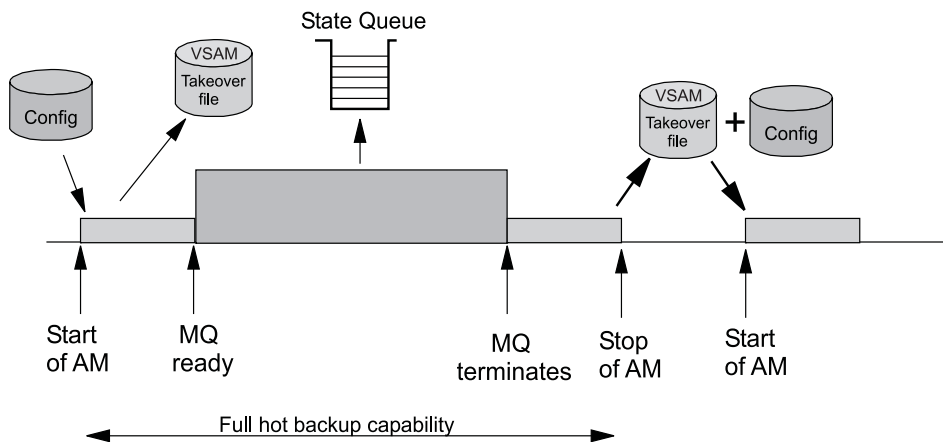 State Queue
VSAM
Takeover
file
Config
VSAM
Takeover
file
+
Config
Start
of AM
MQ
ready
MQ
terminates
Stop
of AM
Start
of AM
Full hot backup capability